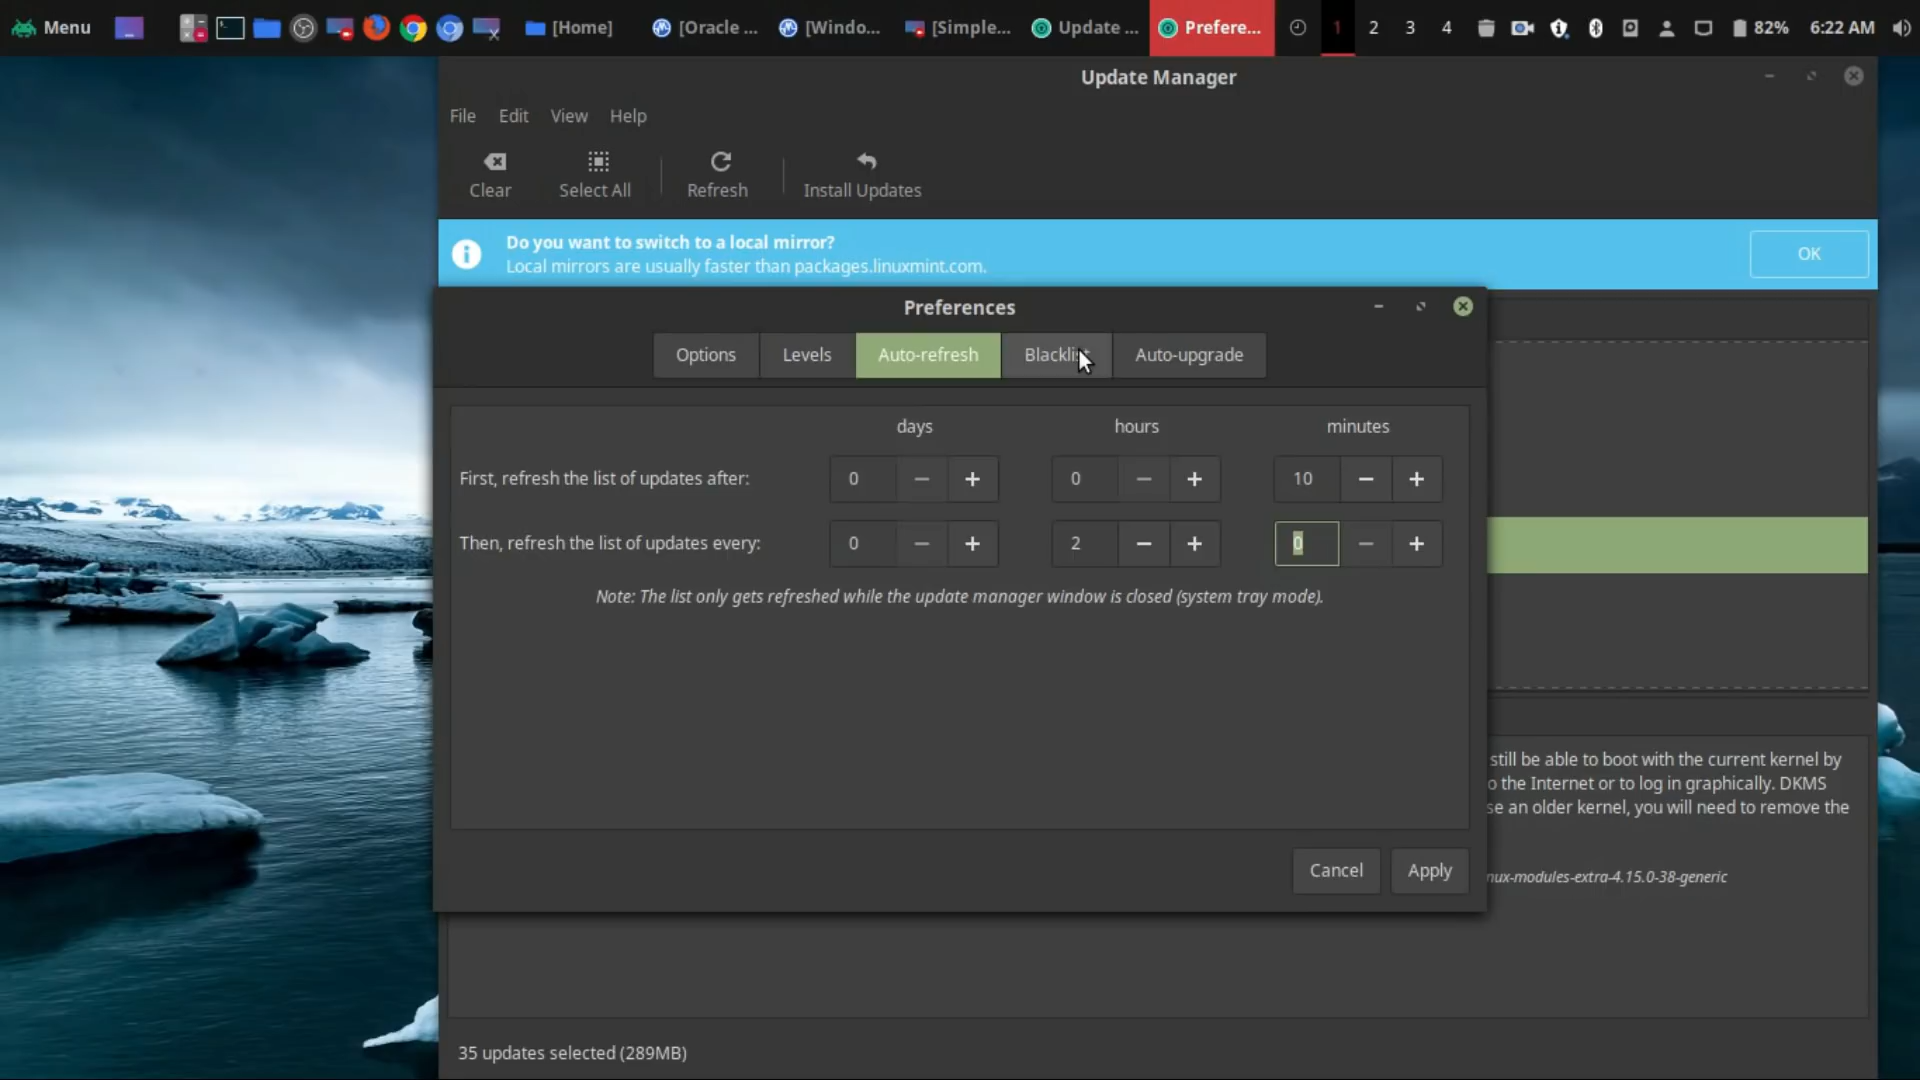 Menu
[Home]
[Oracle ...
[Windo...
[Simple...
Update ...
Prefere...
1
2
3
4
82%
6:22 AM
Update Manager
File Edit View Help
Clear
Select All
Refresh
Install Updates
Do you want to switch to a local mirror?
Local mirrors are usually faster than packages.linuxmint.com.
OK
Preferences
Options
Levels
Auto-refresh
Blacklist
Auto-upgrade
days hours minutes
First, refresh the list of updates after: 0 − + 0 − + 10 − +
Then, refresh the list of updates every: 0 − + 2 − + 0 − +
Note: The list only gets refreshed while the update manager window is closed (system tray mode).
still be able to boot with the current kernel by
o the Internet or to log in graphically. DKMS
se an older kernel, you will need to remove the
Cancel
Apply
nux-modules-extra-4.15.0-38-generic
35 updates selected (289MB)